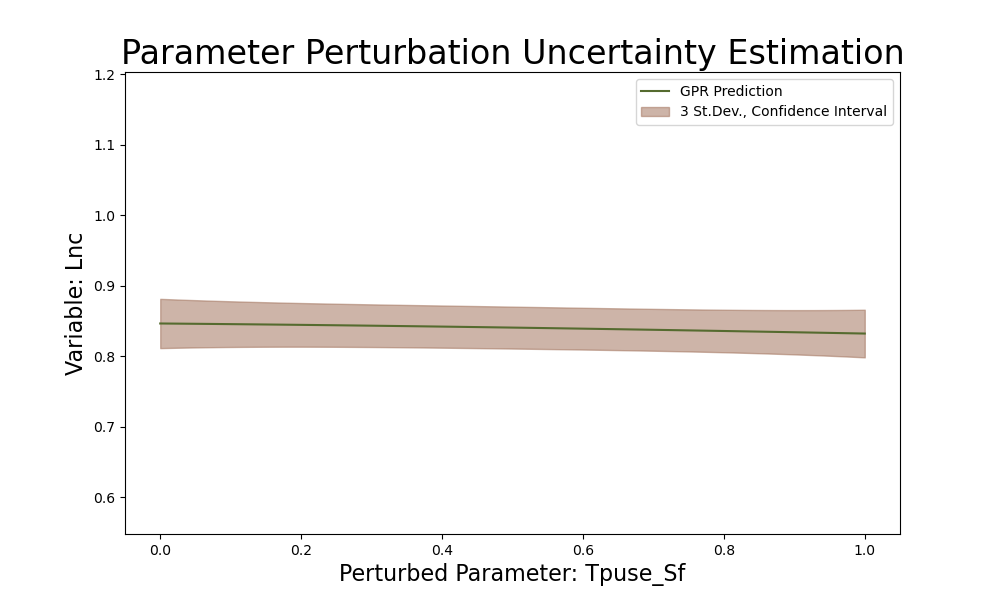 Parameter Perturbation Uncertainty Estimation
GPR Prediction
3 St.Dev., Confidence Interval
Variable: Lnc
1.2
1.1
1.0
0.9
0.8
0.7
0.6
0.0 0.2 0.4 0.6 0.8 1.0
Perturbed Parameter: Tpuse_Sf